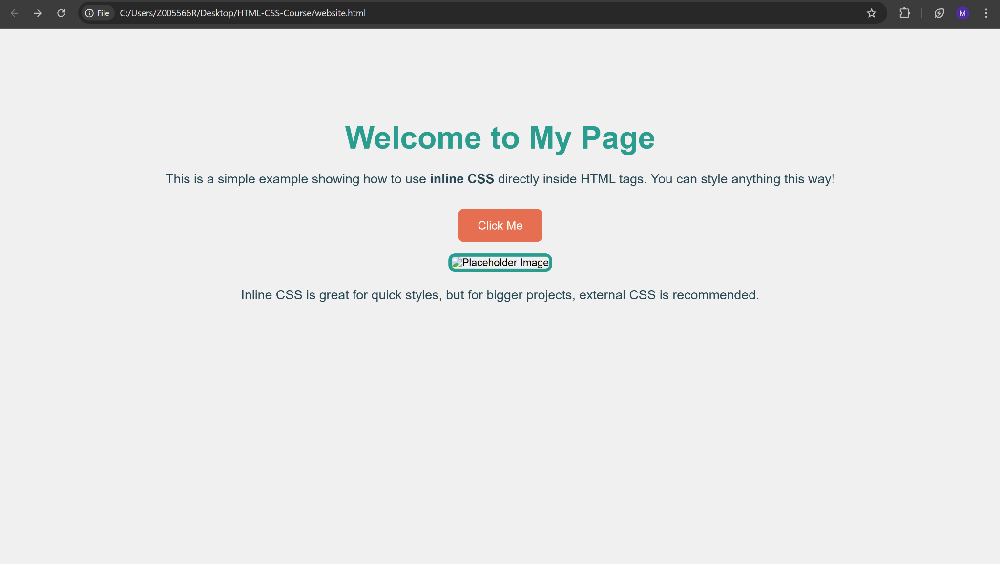 File C:/Users/Z005566R/Desktop/HTML-CSS-Course/website.html M
Welcome to My Page
This is a simple example showing how to use inline CSS directly inside HTML tags. You can style anything this way!
Click Me
Placeholder Image
Inline CSS is great for quick styles, but for bigger projects, external CSS is recommended.